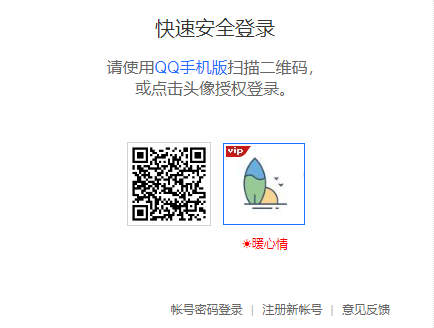 快速安全登录
请使用QQ手机版扫描二维码，
或点击头像授权登录。
vip
☀暖心情
帐号密码登录 | 注册新帐号 | 意见反馈